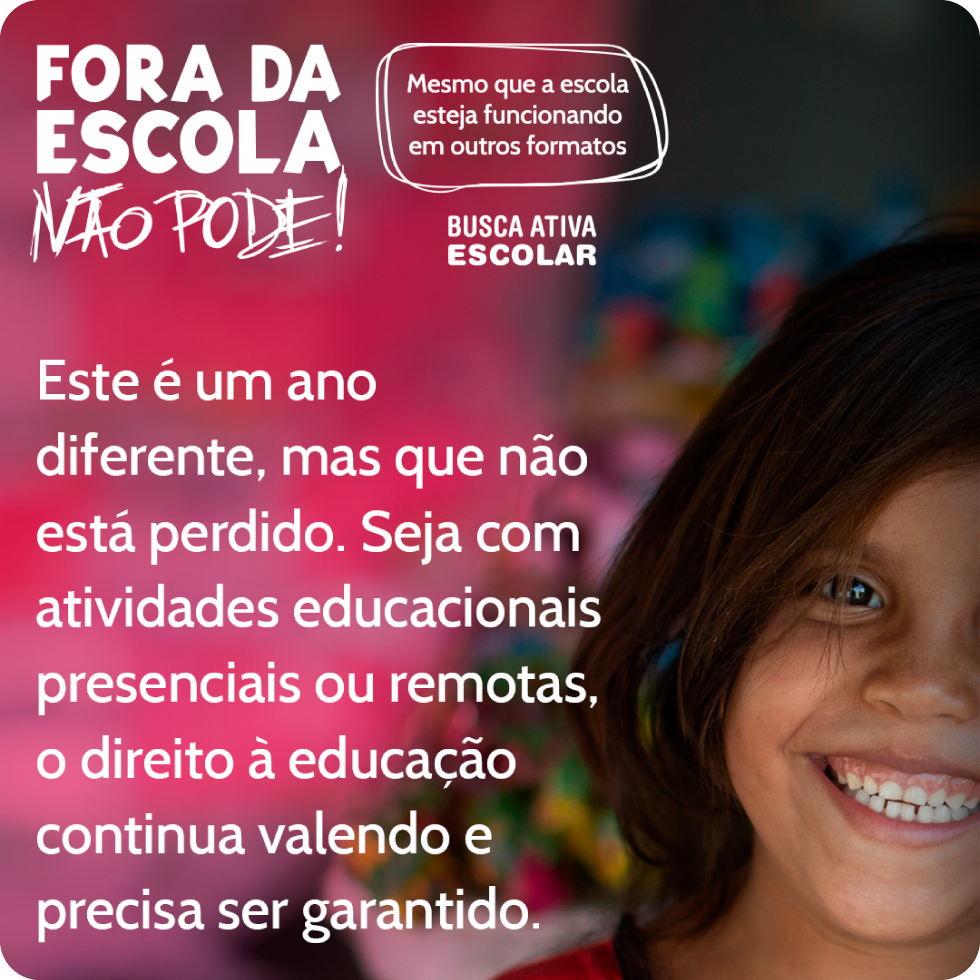 FORA DA
ESCOLA
NÃO PODE!
Mesmo que a escola
esteja funcionando
em outros formatos
BUSCA ATIVA
ESCOLAR
Este é um ano
diferente, mas que não
está perdido. Seja com
atividades educacionais
presenciais ou remotas,
o direito à educação
continua valendo e
precisa ser garantido.